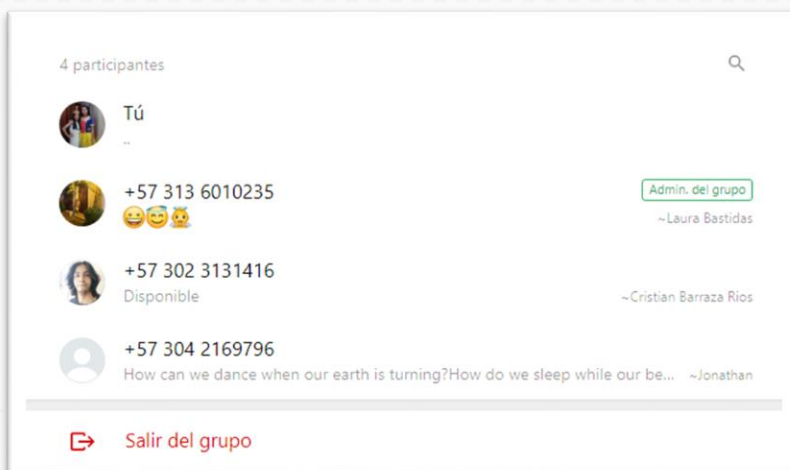 4 participantes
Tú
..
+57 313 6010235
Admin. del grupo
😀😇👼
~Laura Bastidas
+57 302 3131416
Disponible
~Cristian Barraza Rios
+57 304 2169796
How can we dance when our earth is turning?How do we sleep while our be... ~Jonathan
Salir del grupo